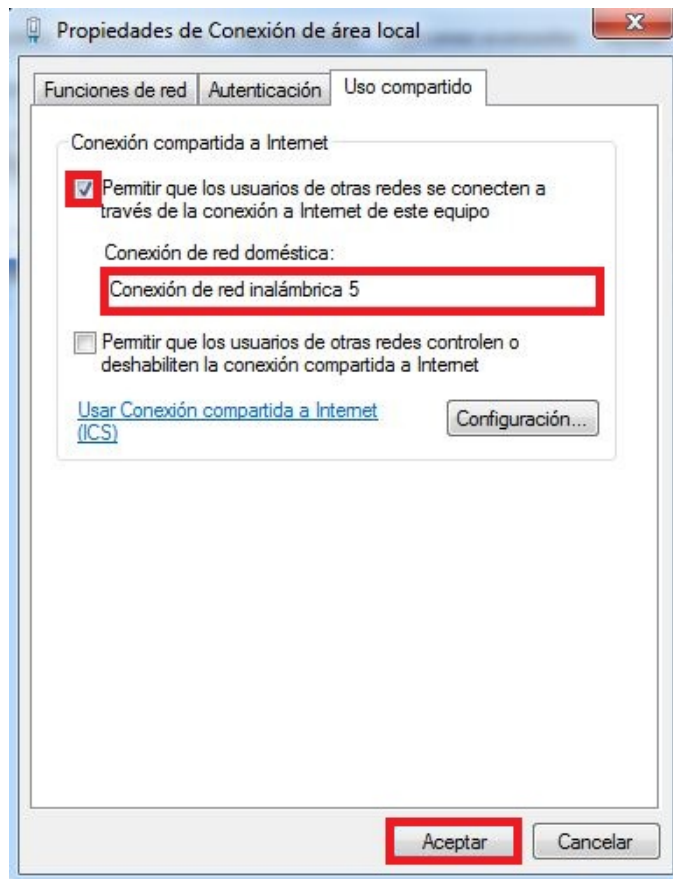 Propiedades de Conexión de área local
Funciones de red
Autenticación
Uso compartido
Conexión compartida a Internet
Permitir que los usuarios de otras redes se conecten a
través de la conexión a Internet de este equipo
Conexión de red doméstica:
Conexión de red inalámbrica 5
Permitir que los usuarios de otras redes controlen o
deshabiliten la conexión compartida a Internet
Usar Conexión compartida a Internet
(ICS)
Configuración...
Aceptar
Cancelar